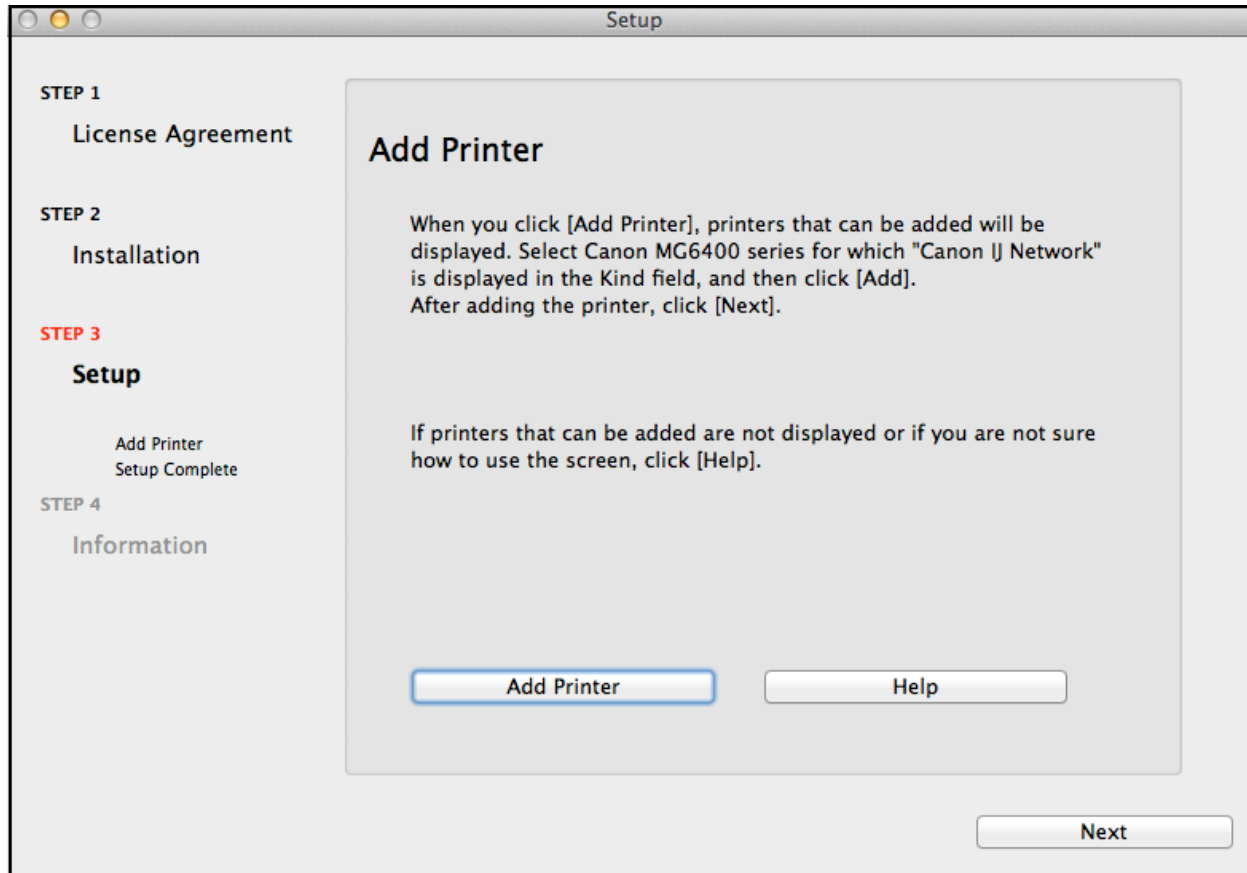 Setup
STEP 1
License Agreement
STEP 2
Installation
STEP 3
Setup
Add Printer
Setup Complete
STEP 4
Information
Add Printer
When you click [Add Printer], printers that can be added will be
displayed. Select Canon MG6400 series for which "Canon IJ Network"
is displayed in the Kind field, and then click [Add].
After adding the printer, click [Next].
If printers that can be added are not displayed or if you are not sure
how to use the screen, click [Help].
Add Printer
Help
Next